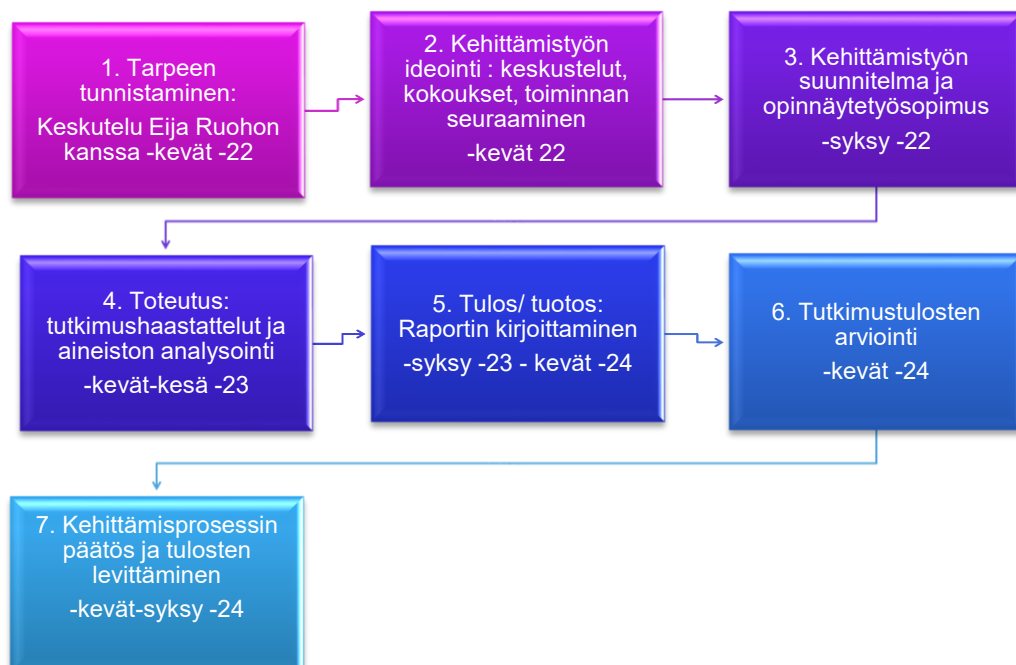 1. Tarpeen
tunnistaminen:
Keskutelu Eija Ruohon
kanssa -kevät -22
2. Kehittämistyön
ideointi : keskustelut,
kokoukset, toiminnan
seuraaminen
-kevät 22
3. Kehittämistyön
suunnitelma ja
opinnäytetyösopimus
-syksy -22
4. Toteutus:
tutkimushaastattelut ja
aineiston analysointi
-kevät-kesä -23
5. Tulos/ tuotos:
Raportin kirjoittaminen
-syksy -23 - kevät -24
6. Tutkimustulosten
arviointi
-kevät -24
7. Kehittämisprosessin
päätös ja tulosten
levittäminen
-kevät-syksy -24